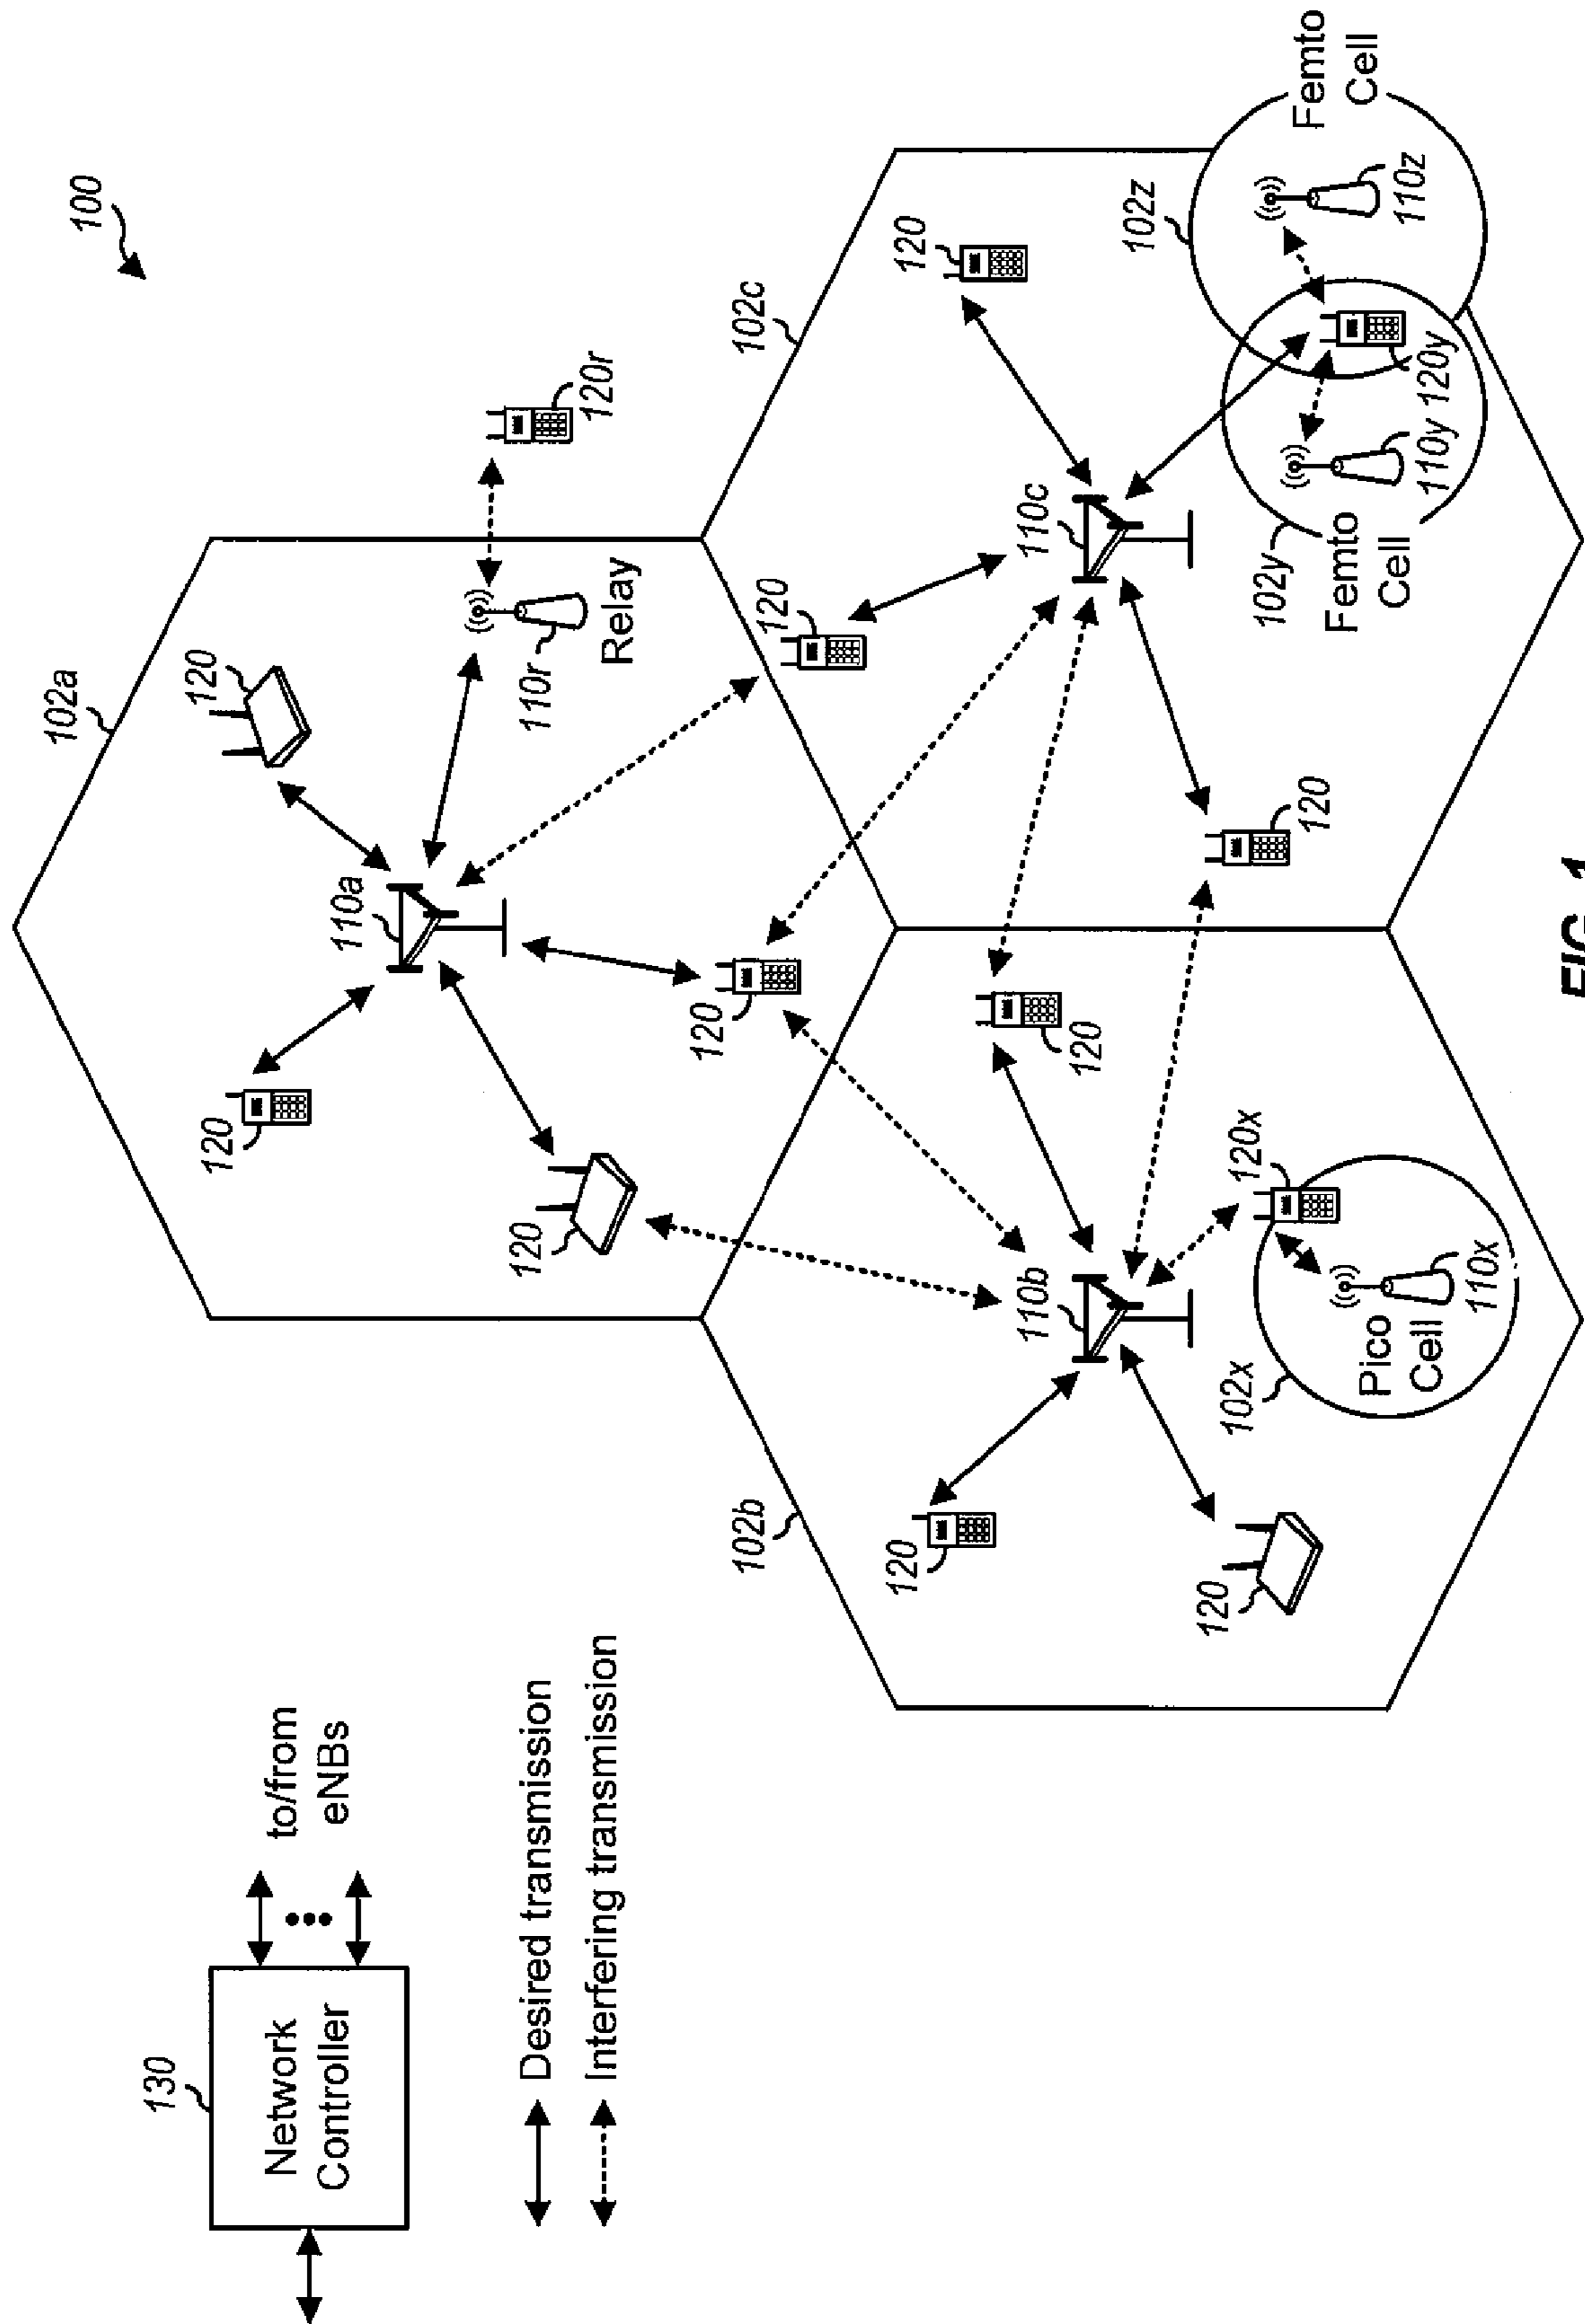 100
130
Network
Controller
to/from
eNBs
Desired transmission
Interfering transmission
102a
120
120
110a
120r
110r
Relay
120
120
120
102b
102c
120
120
110b
110c
120
120
120
102x
120x
Pico
Cell
110x
102y
Femto
Cell
110y
120y
102z
110z
Femto
Cell
FIG. 1